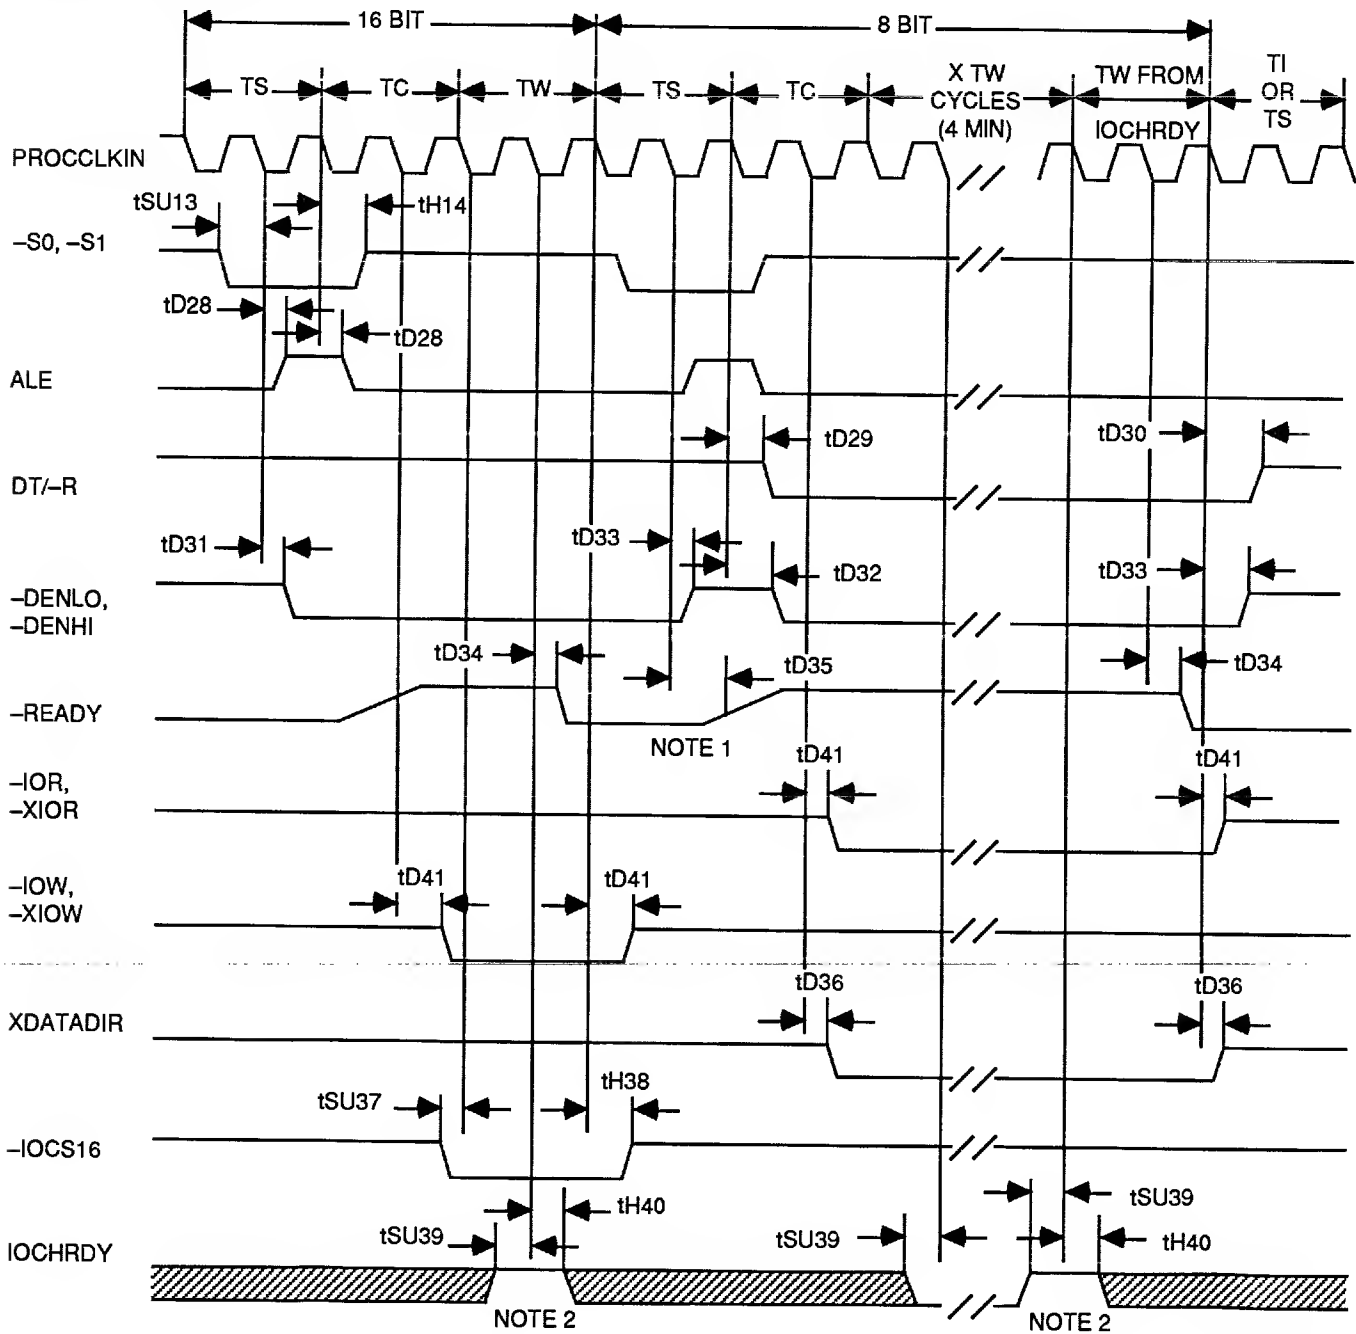 16 BIT
8 BIT
TS
TC
TW
TS
TC
X TW
CYCLES
(4 MIN)
TW FROM
IOCHRDY
TI
OR
TS
PROCCLKIN
tSU13
tH14
–S0, –S1
tD28
tD28
ALE
tD29
tD30
DT/–R
tD31
tD33
tD32
tD33
–DENLO,
–DENHI
tD34
tD35
tD34
–READY
NOTE 1
tD41
tD41
–IOR,
–XIOR
tD41
tD41
–IOW,
–XIOW
tD36
tD36
XDATADIR
tSU37
tH38
–IOCS16
tH40
tSU39
tSU39
tSU39
tH40
IOCHRDY
NOTE 2
NOTE 2